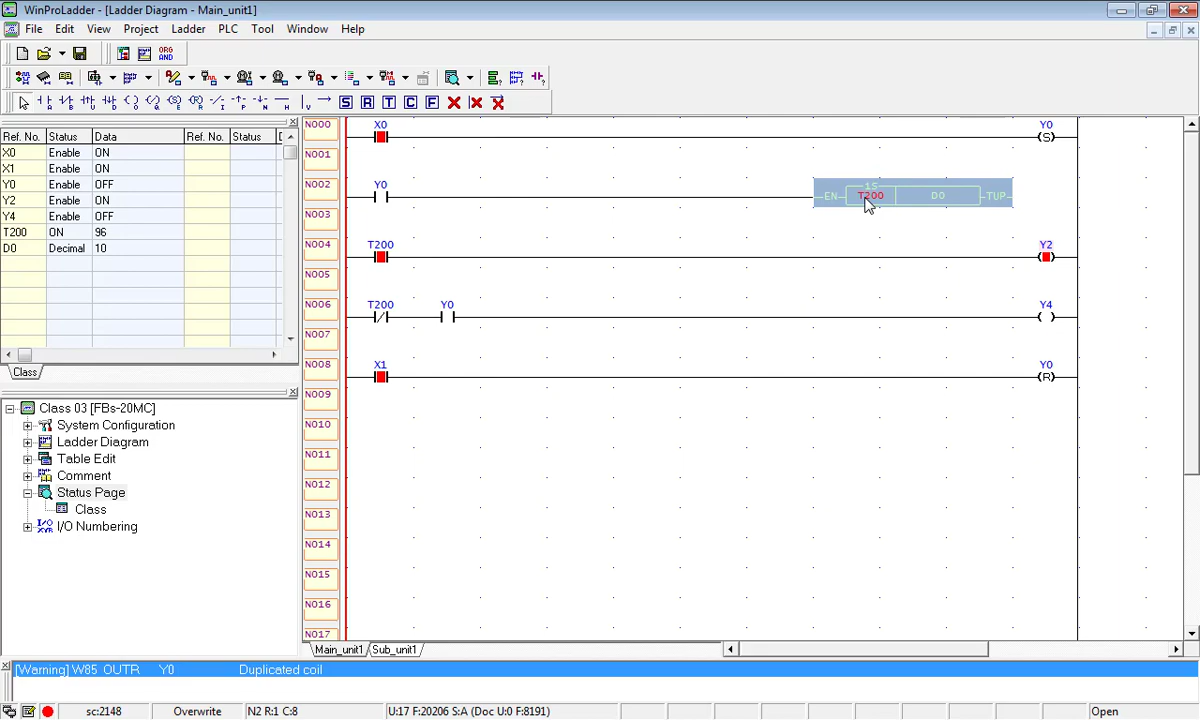 WinProLadder - [Ladder Diagram - Main_unit1]
File Edit View Project Ladder PLC Tool Window Help
ORG
AND
S R T C F
Ref. No. Status Data Ref. No. Status
X0 Enable ON
X1 Enable ON
Y0 Enable OFF
Y2 Enable ON
Y4 Enable OFF
T200 ON 96
D0 Decimal 10
Class
Class 03 [FBs-20MC]
System Configuration
Ladder Diagram
Table Edit
Comment
Status Page
Class
I/O Numbering
N000 X0 Y0
(S)
N001
N002 Y0 1S
EN T200 D0 TUP
N003
N004 T200 Y2
N005
N006 T200 Y0 Y4
N007
N008 X1 Y0
(R)
N009
N010
N011
N012
N013
N014
N015
N016
N017
Main_unit1 Sub_unit1
[Warning] W85 OUTR Y0 Duplicated coil
sc:2148 Overwrite N2 R:1 C:8 U:17 F:20206 S:A (Doc U:0 F:8191) Open